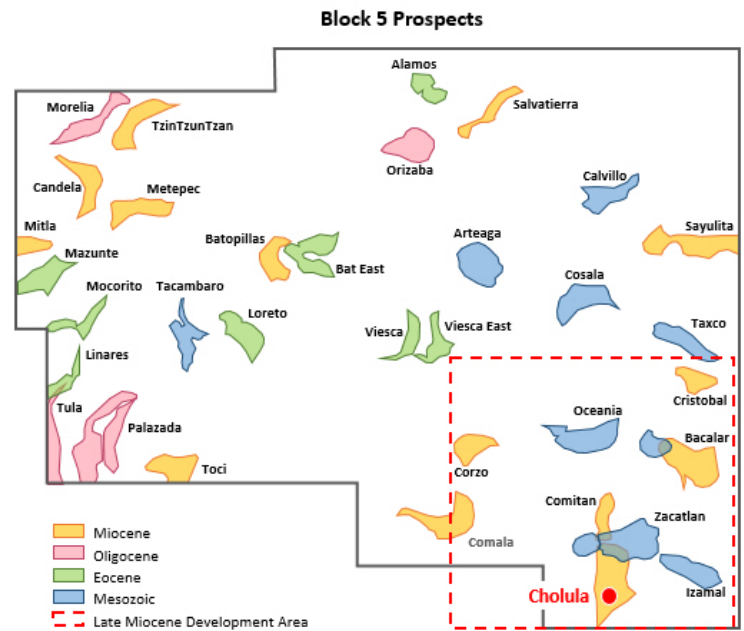 Block 5 Prospects
Alamos
Morelia
TzinTzunTzan
Salvatierra
Orizaba
Candela
Metepec
Calvillo
Mitla
Batopillas
Arteaga
Sayulita
Mazunte
Bat East
Cosala
Mocorito
Tacambaro
Loreto
Viesca
Viesca East
Taxco
Linares
Cristobal
Tula
Palazada
Oceania
Bacalar
Toci
Corzo
Comitan
Zacatlan
Comala
Izamal
Cholula
Miocene
Oligocene
Eocene
Mesozoic
Late Miocene Development Area